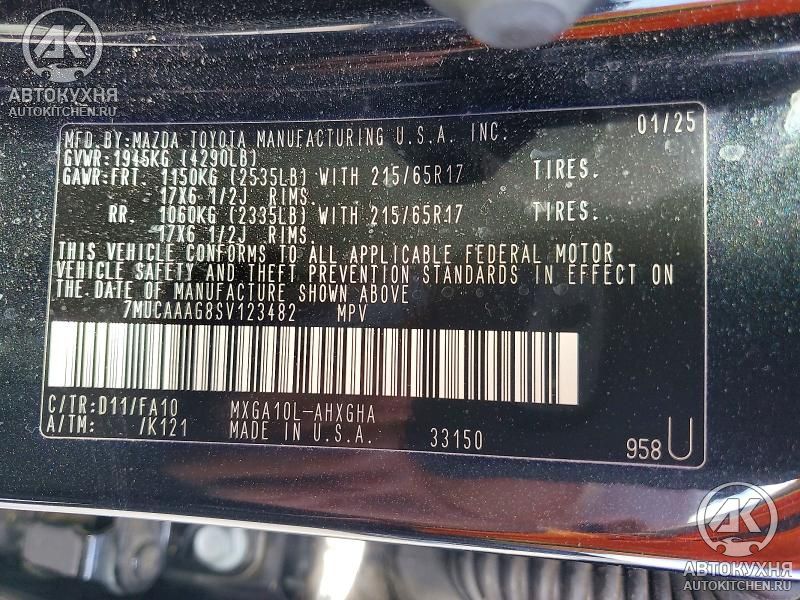 АК
АВТОКУХНЯ
AUTOKITCHEN.RU
MFD.BY:MAZDA TOYOTA MANUFACTURING U.S.A. INC. 01/25
GVWR:1945KG (4290LB)
GAWR:FRT. 1150KG (2535LB) WITH 215/65R17 TIRES.
17X6 1/2J RIMS.
RR. 1060KG (2335LB) WITH 215/65R17 TIRES.
17X6 1/2J RIMS.
THIS VEHICLE CONFORMS TO ALL APPLICABLE FEDERAL MOTOR
VEHICLE SAFETY AND THEFT PREVENTION STANDARDS IN EFFECT ON
THE DATE OF MANUFACTURE SHOWN ABOVE
7MUCAAAG8SV123482 MPV
C/TR:D11/FA10 MXGA10L-AHXGHA
A/TM: /K121 MADE IN U.S.A. 33150 958 U
АК
АВТОКУХНЯ
AUTOKITCHEN.RU